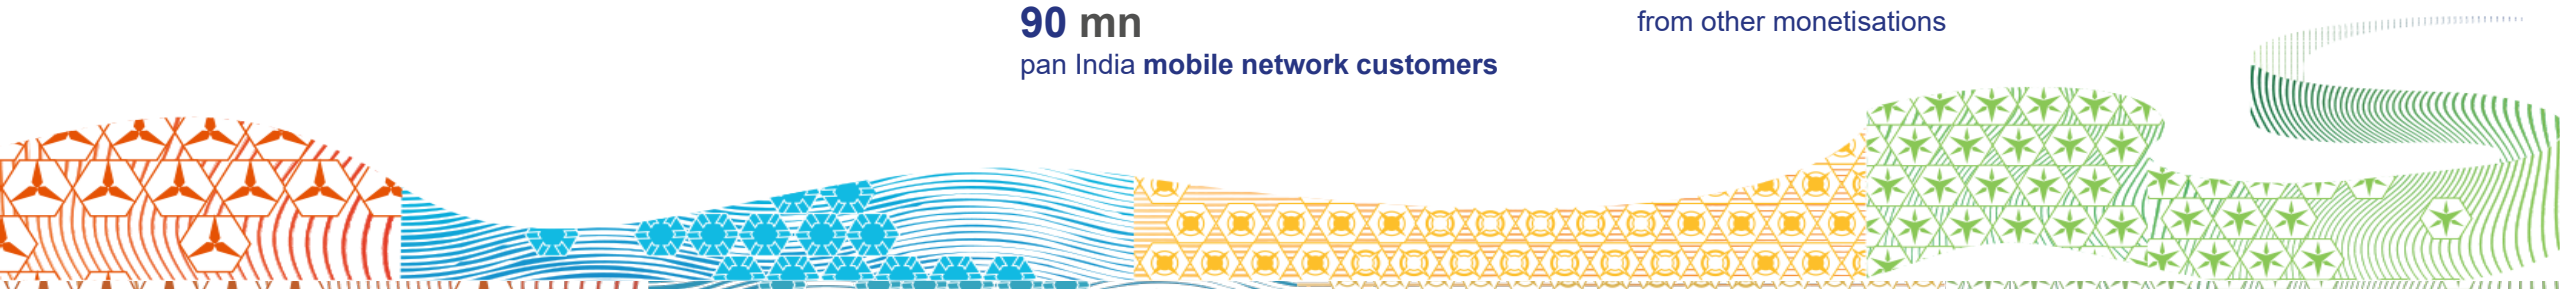 90 mn
pan India mobile network customers
from other monetisations